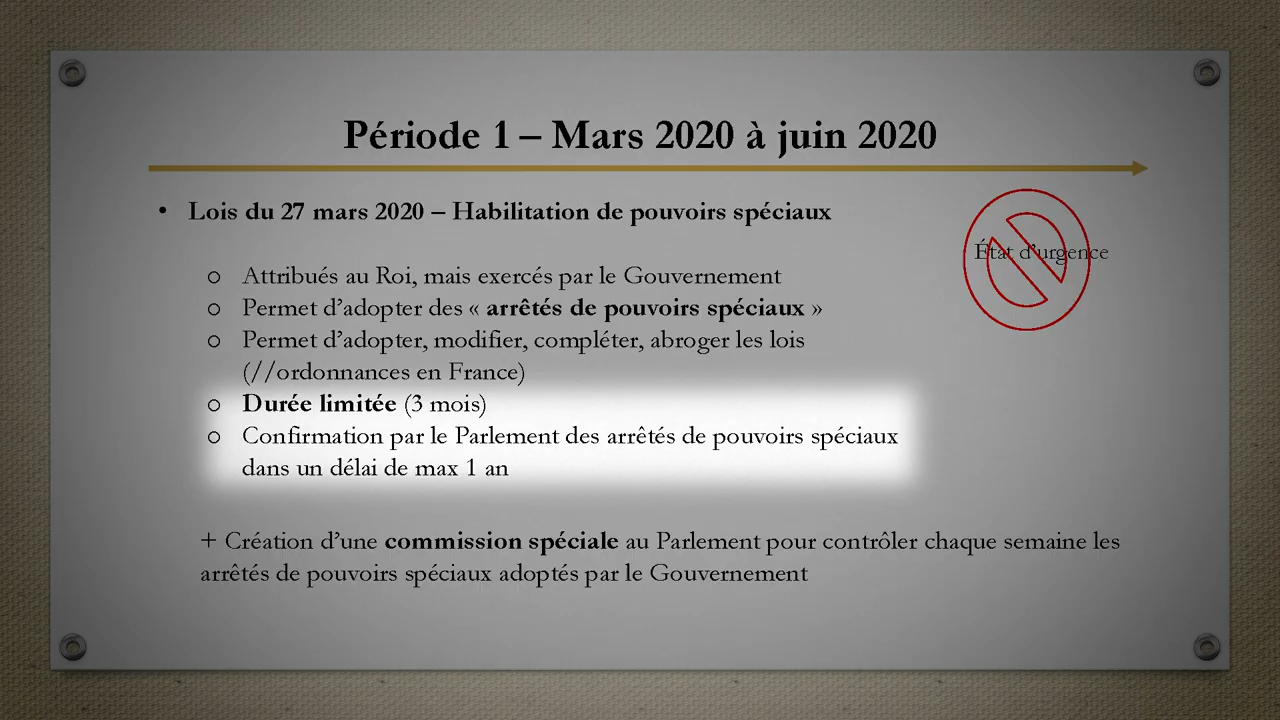 Période 1 – Mars 2020 à juin 2020
• Lois du 27 mars 2020 – Habilitation de pouvoirs spéciaux
État d’urgence
o Attribués au Roi, mais exercés par le Gouvernement
o Permet d’adopter des « arrêtés de pouvoirs spéciaux »
o Permet d’adopter, modifier, compléter, abroger les lois
(//ordonnances en France)
o Durée limitée (3 mois)
o Confirmation par le Parlement des arrêtés de pouvoirs spéciaux
dans un délai de max 1 an
+ Création d’une commission spéciale au Parlement pour contrôler chaque semaine les
arrêtés de pouvoirs spéciaux adoptés par le Gouvernement